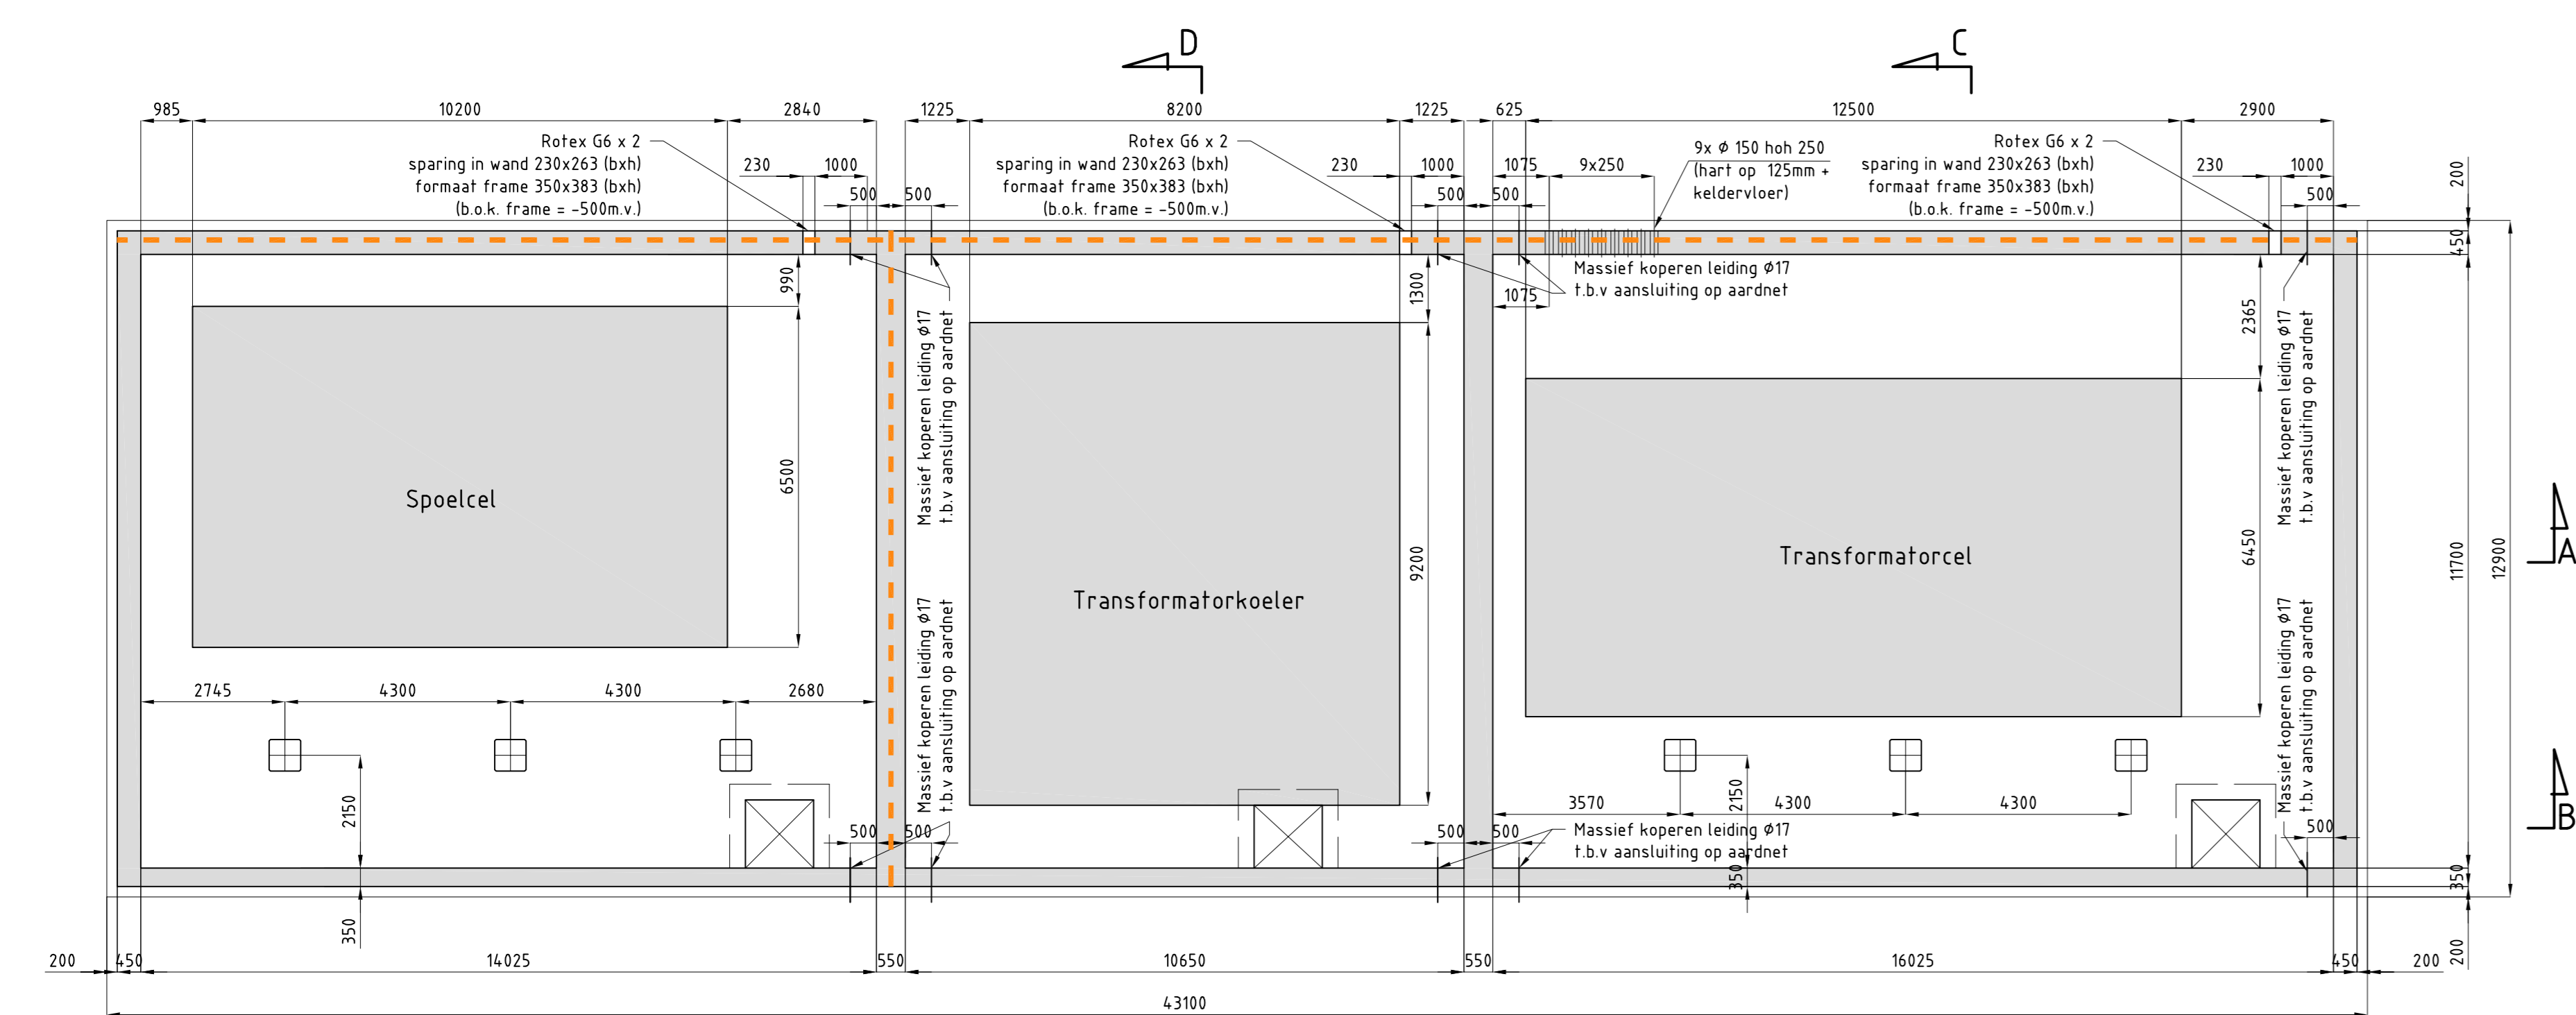 D
C
985
10200
2840
1225
8200
1225
625
12500
2900
Rotex G6 x 2
sparing in wand 230x263 (bxh)
formaat frame 350x383 (bxh)
(b.o.k. frame = -500m.v.)
230
1000
500
500
Rotex G6 x 2
sparing in wand 230x263 (bxh)
formaat frame 350x383 (bxh)
(b.o.k. frame = -500m.v.)
230
1000
500
500
1075
9x250
9x Ø 150 hoh 250
(hart op 125mm +
keldervloer)
Rotex G6 x 2
sparing in wand 230x263 (bxh)
formaat frame 350x383 (bxh)
(b.o.k. frame = -500m.v.)
230
1000
500
200
450
990
1300
Massief koperen leiding Ø17
t.b.v aansluiting op aardnet
1075
2365
Massief koperen leiding Ø17
t.b.v aansluiting op aardnet
Massief koperen leiding Ø17
t.b.v aansluiting op aardnet
6500
Spoelcel
9200
Transformatorkoeler
Transformatorcel
6450
11700
12900
A
2745
4300
4300
2680
Massief koperen leiding Ø17
t.b.v aansluiting op aardnet
Massief koperen leiding Ø17
t.b.v aansluiting op aardnet
2150
2150
3570
4300
4300
B
500
500
500
500
Massief koperen leiding Ø17
t.b.v aansluiting op aardnet
500
350
350
350
200
450
14025
550
10650
550
16025
450
200
200
43100